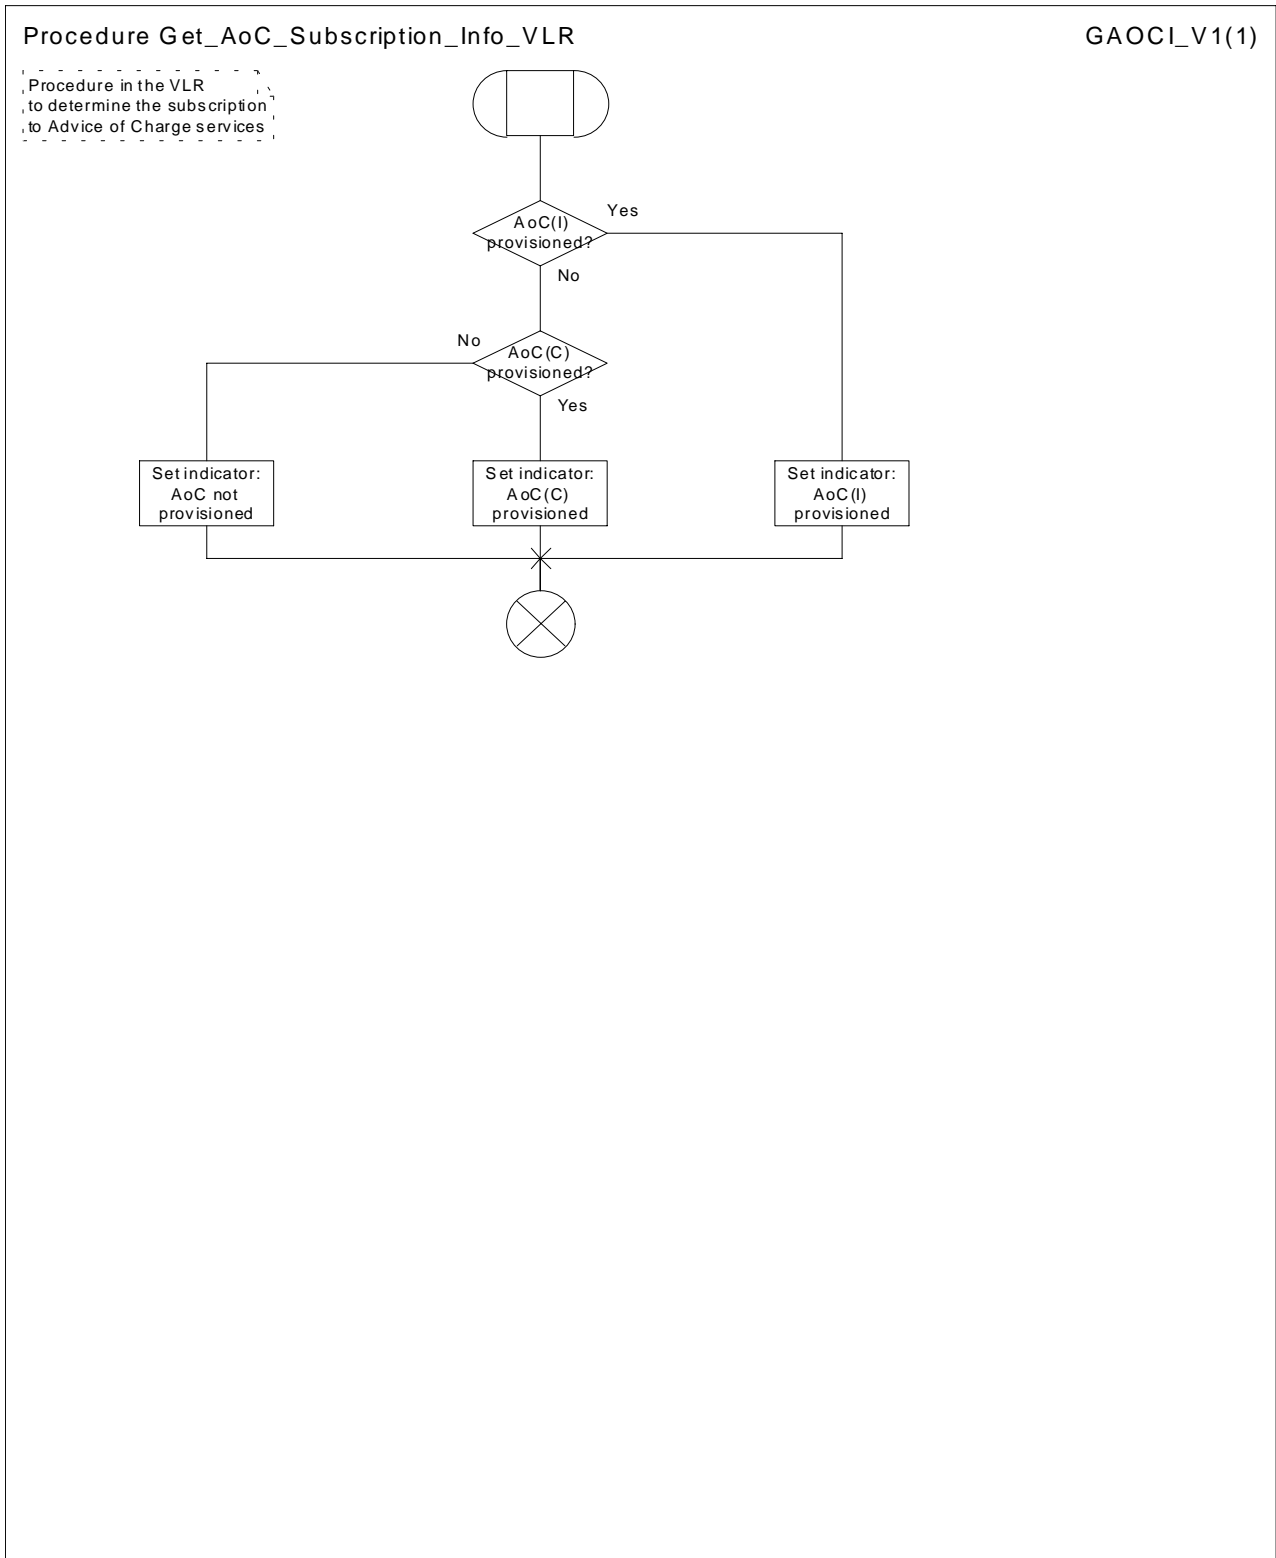 Procedure Get_AoC_Subscription_Info_VLR
GAOCI_V1(1)
Procedure in the VLR
to determine the subscription
to Advice of Charge services
AoC(I)
provisioned?
Yes
No
No
AoC(C)
provisioned?
Yes
Set indicator:
AoC not
provisioned
Set indicator:
AoC(C)
provisioned
Set indicator:
AoC(I)
provisioned